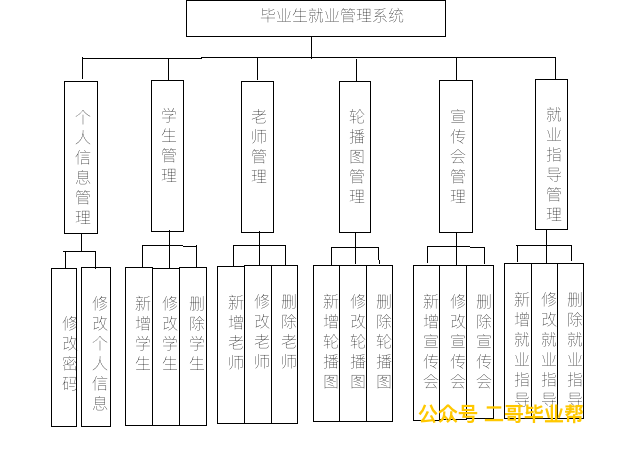 毕业生就业管理系统
个人信息管理
学生管理
老师管理
轮播图管理
宣传会管理
就业指导管理
修改密码
修改个人信息
新增学生
修改学生
删除学生
新增老师
修改老师
删除老师
新增轮播图
修改轮播图
删除轮播图
新增宣传会
修改宣传会
删除宣传会
新增就业指导
修改就业指导
删除就业指导
公众号 二哥毕业帮